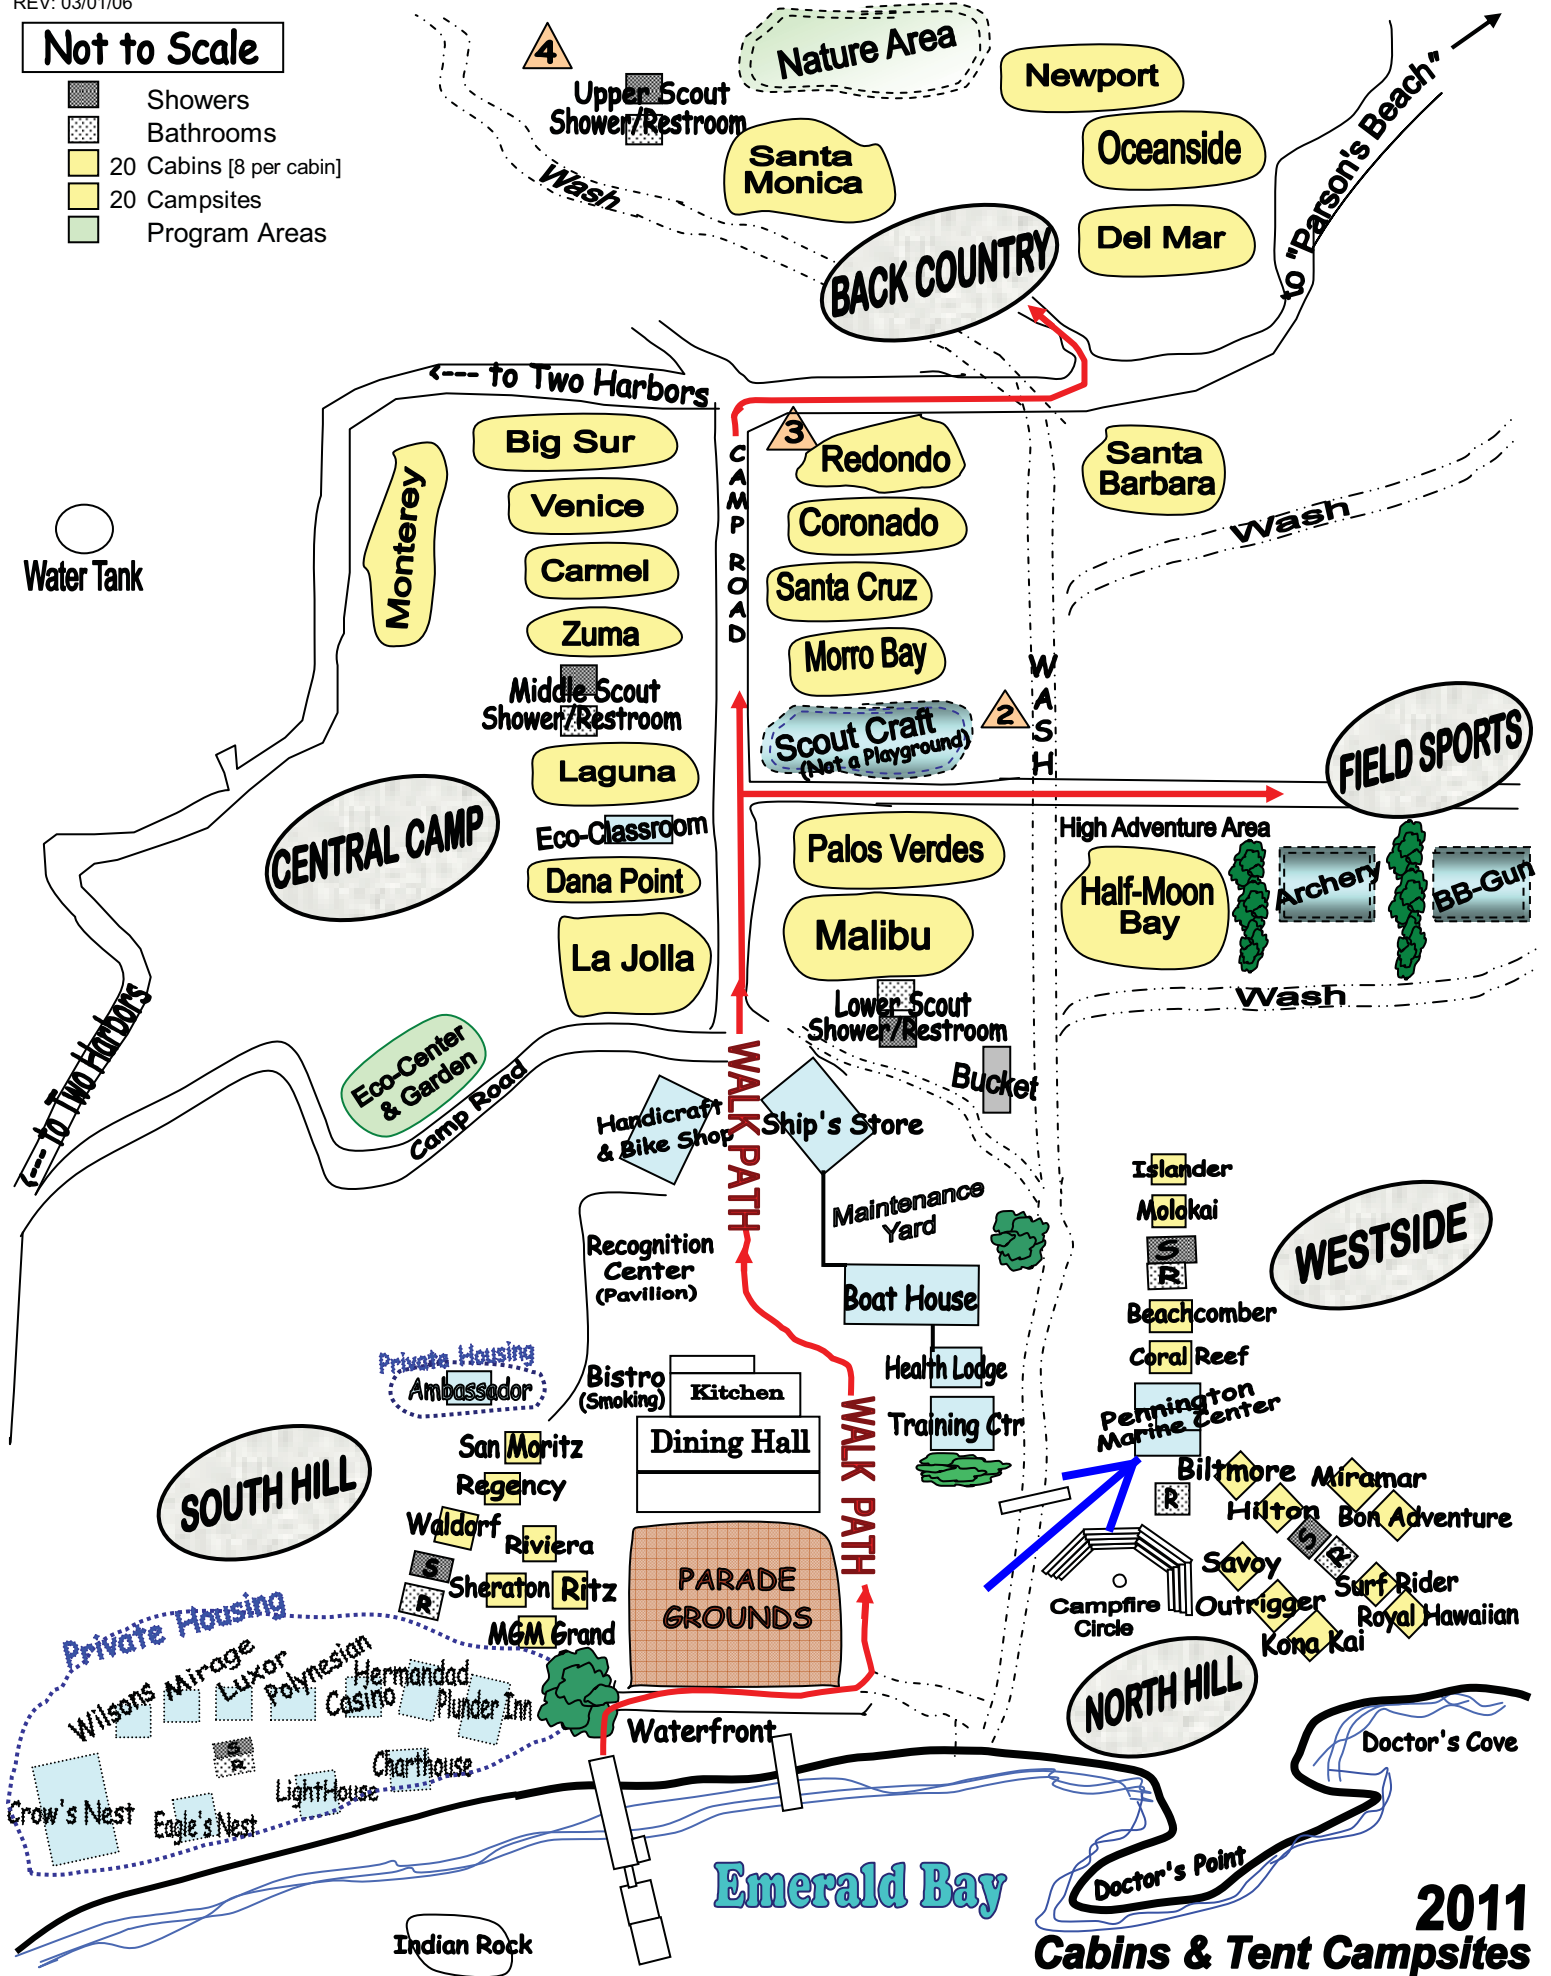 REV: 03/01/06
Not to Scale
Showers
Bathrooms
20 Cabins [8 per cabin]
20 Campsites
Program Areas
4
Upper Scout
Shower/Restroom
Wash
Nature Area
Santa
Monica
Newport
Oceanside
Del Mar
BACK COUNTRY
to "Parson's Beach"
<--- to Two Harbors
Big Sur
Venice
Carmel
Zuma
Monterey
Water Tank
CAMP ROAD
3
Redondo
Coronado
Santa Cruz
Morro Bay
Santa
Barbara
Wash
WASH
Middle Scout
Shower/Restroom
Laguna
Eco-Classroom
Dana Point
La Jolla
CENTRAL CAMP
Scout Craft
(Not a Playground)
2
FIELD SPORTS
Palos Verdes
Malibu
High Adventure Area
Half-Moon
Bay
Archery
BB-Gun
Wash
Lower Scout
Shower/Restroom
Bucket
<--- to Two Harbors
Eco-Center
& Garden
Camp Road
WALK PATH
Handicraft
& Bike Shop
Ship's Store
Maintenance
Yard
Recognition
Center
(Pavilion)
Boat House
Health Lodge
Training Ctr
Islander
Molokai
S
R
Beachcomber
Coral Reef
Pennington
Marine Center
WESTSIDE
Private Housing
Ambassador
Bistro
(Smoking)
Kitchen
Dining Hall
WALK PATH
San Moritz
Regency
Waldorf
Riviera
S
Sheraton
Ritz
R
MGM Grand
SOUTH HILL
PARADE
GROUNDS
R
Biltmore
Miramar
Hilton
Bon Adventure
S
R
Savoy
Surf Rider
Outrigger
Royal Hawaiian
Kona Kai
Campfire
Circle
NORTH HILL
Private Housing
Wilsons
Mirage
Luxor
Polynesian
Casino
Hermandad
Plunder Inn
S
R
Crow's Nest
Eagle's Nest
LightHouse
Charthouse
Waterfront
Doctor's Cove
Doctor's Point
Emerald Bay
Indian Rock
2011
Cabins & Tent Campsites